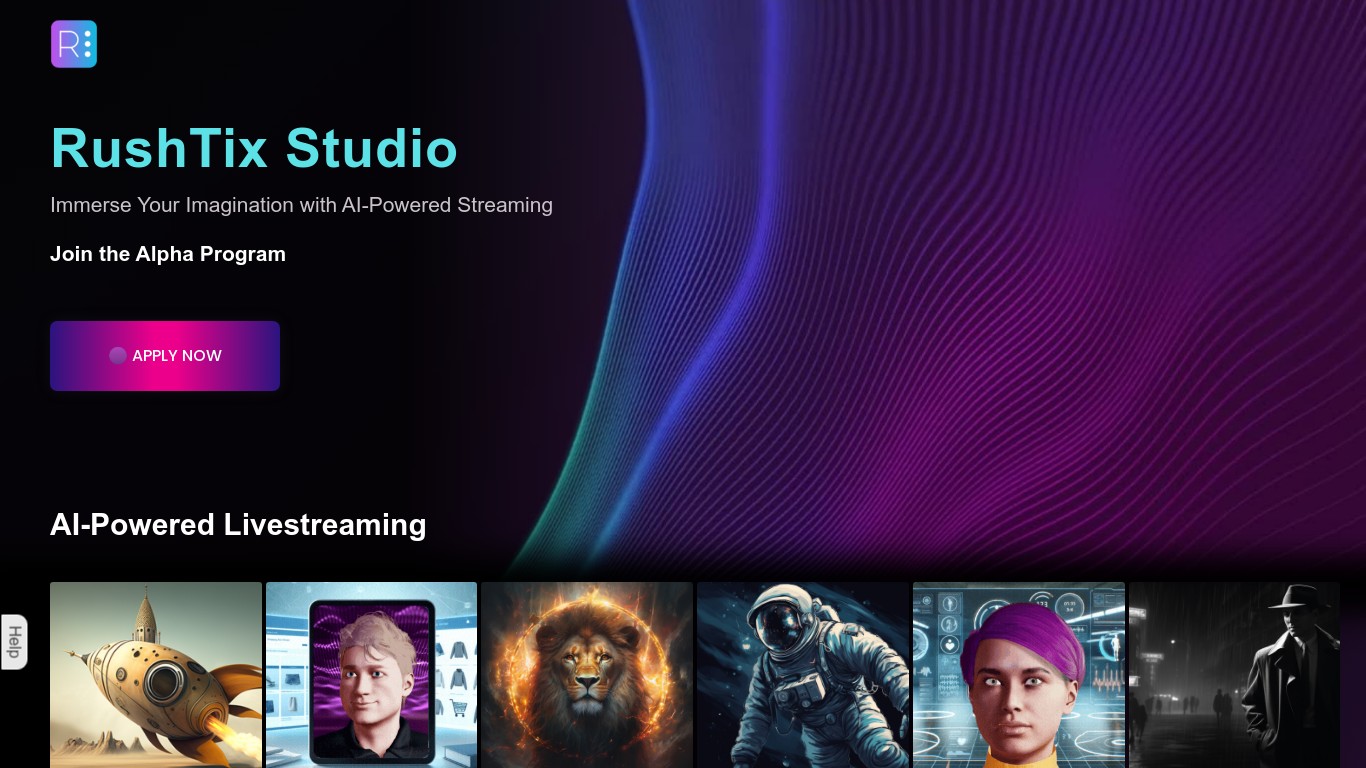 R
RushTix Studio
Immerse Your Imagination with AI-Powered Streaming
Join the Alpha Program
APPLY NOW
AI-Powered Livestreaming
Help